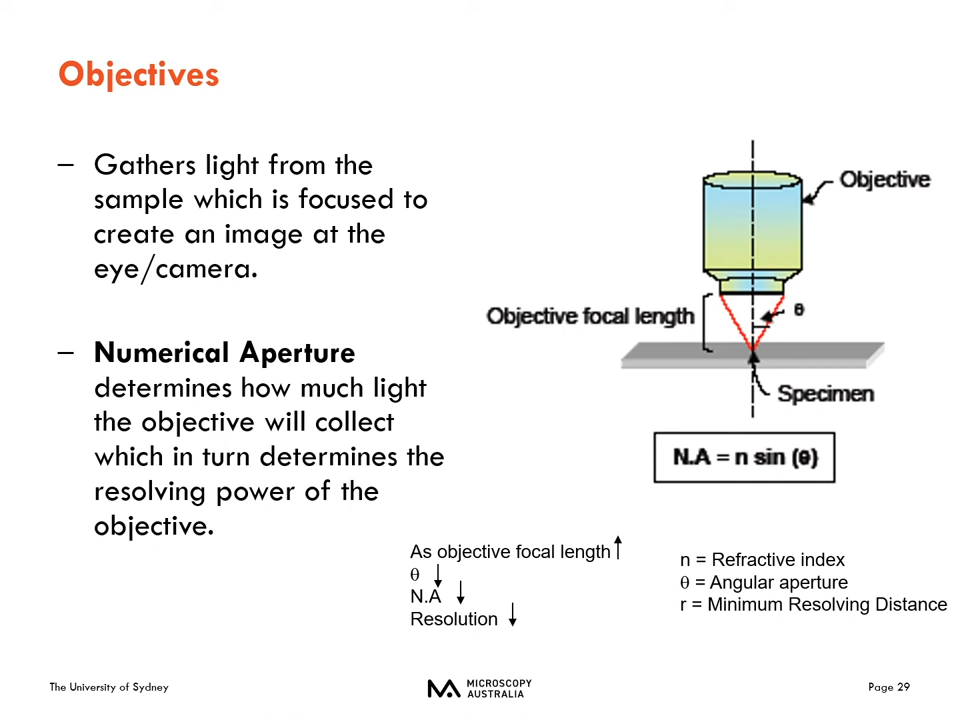 Objectives
– Gathers light from the
sample which is focused to
create an image at the
eye/camera.
– Numerical Aperture
determines how much light
the objective will collect
which in turn determines the
resolving power of the
objective.
Objective
Objective focal length
θ
Specimen
N.A = n sin (θ)
As objective focal length ↑
θ ↓
N.A ↓
Resolution ↓
n = Refractive index
θ = Angular aperture
r = Minimum Resolving Distance
The University of Sydney
MICROSCOPY
AUSTRALIA
Page 29